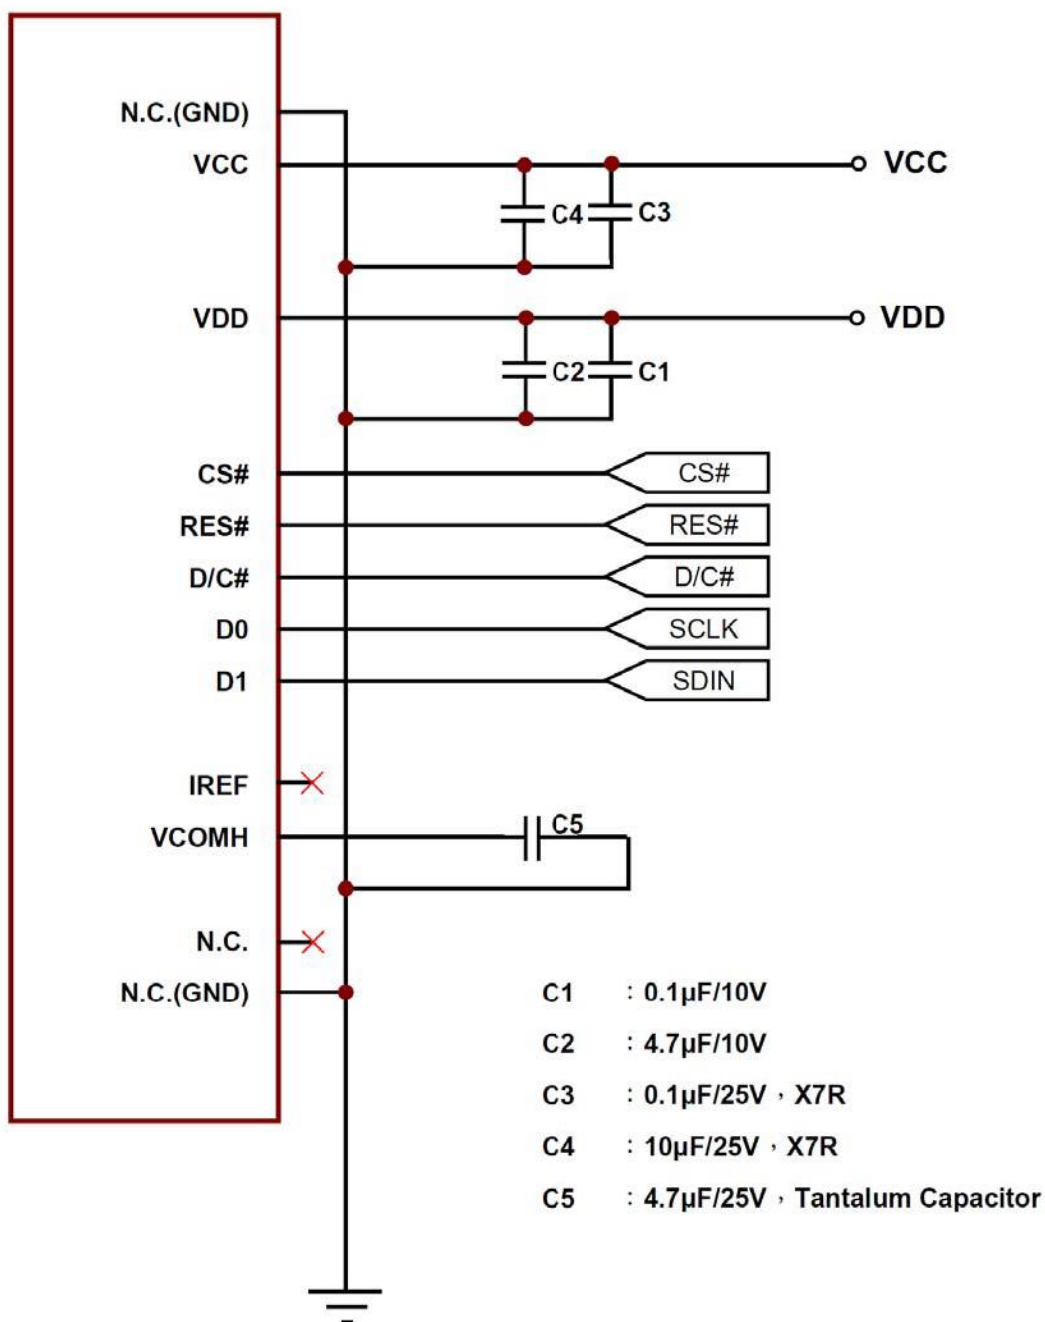 N.C.(GND)
VCC
VCC
C4
C3
VDD
VDD
C2
C1
CS#
CS#
RES#
RES#
D/C#
D/C#
D0
SCLK
D1
SDIN
IREF
VCOMH
C5
N.C.
N.C.(GND)
C1 : 0.1μF/10V
C2 : 4.7μF/10V
C3 : 0.1μF/25V，X7R
C4 : 10μF/25V，X7R
C5 : 4.7μF/25V，Tantalum Capacitor